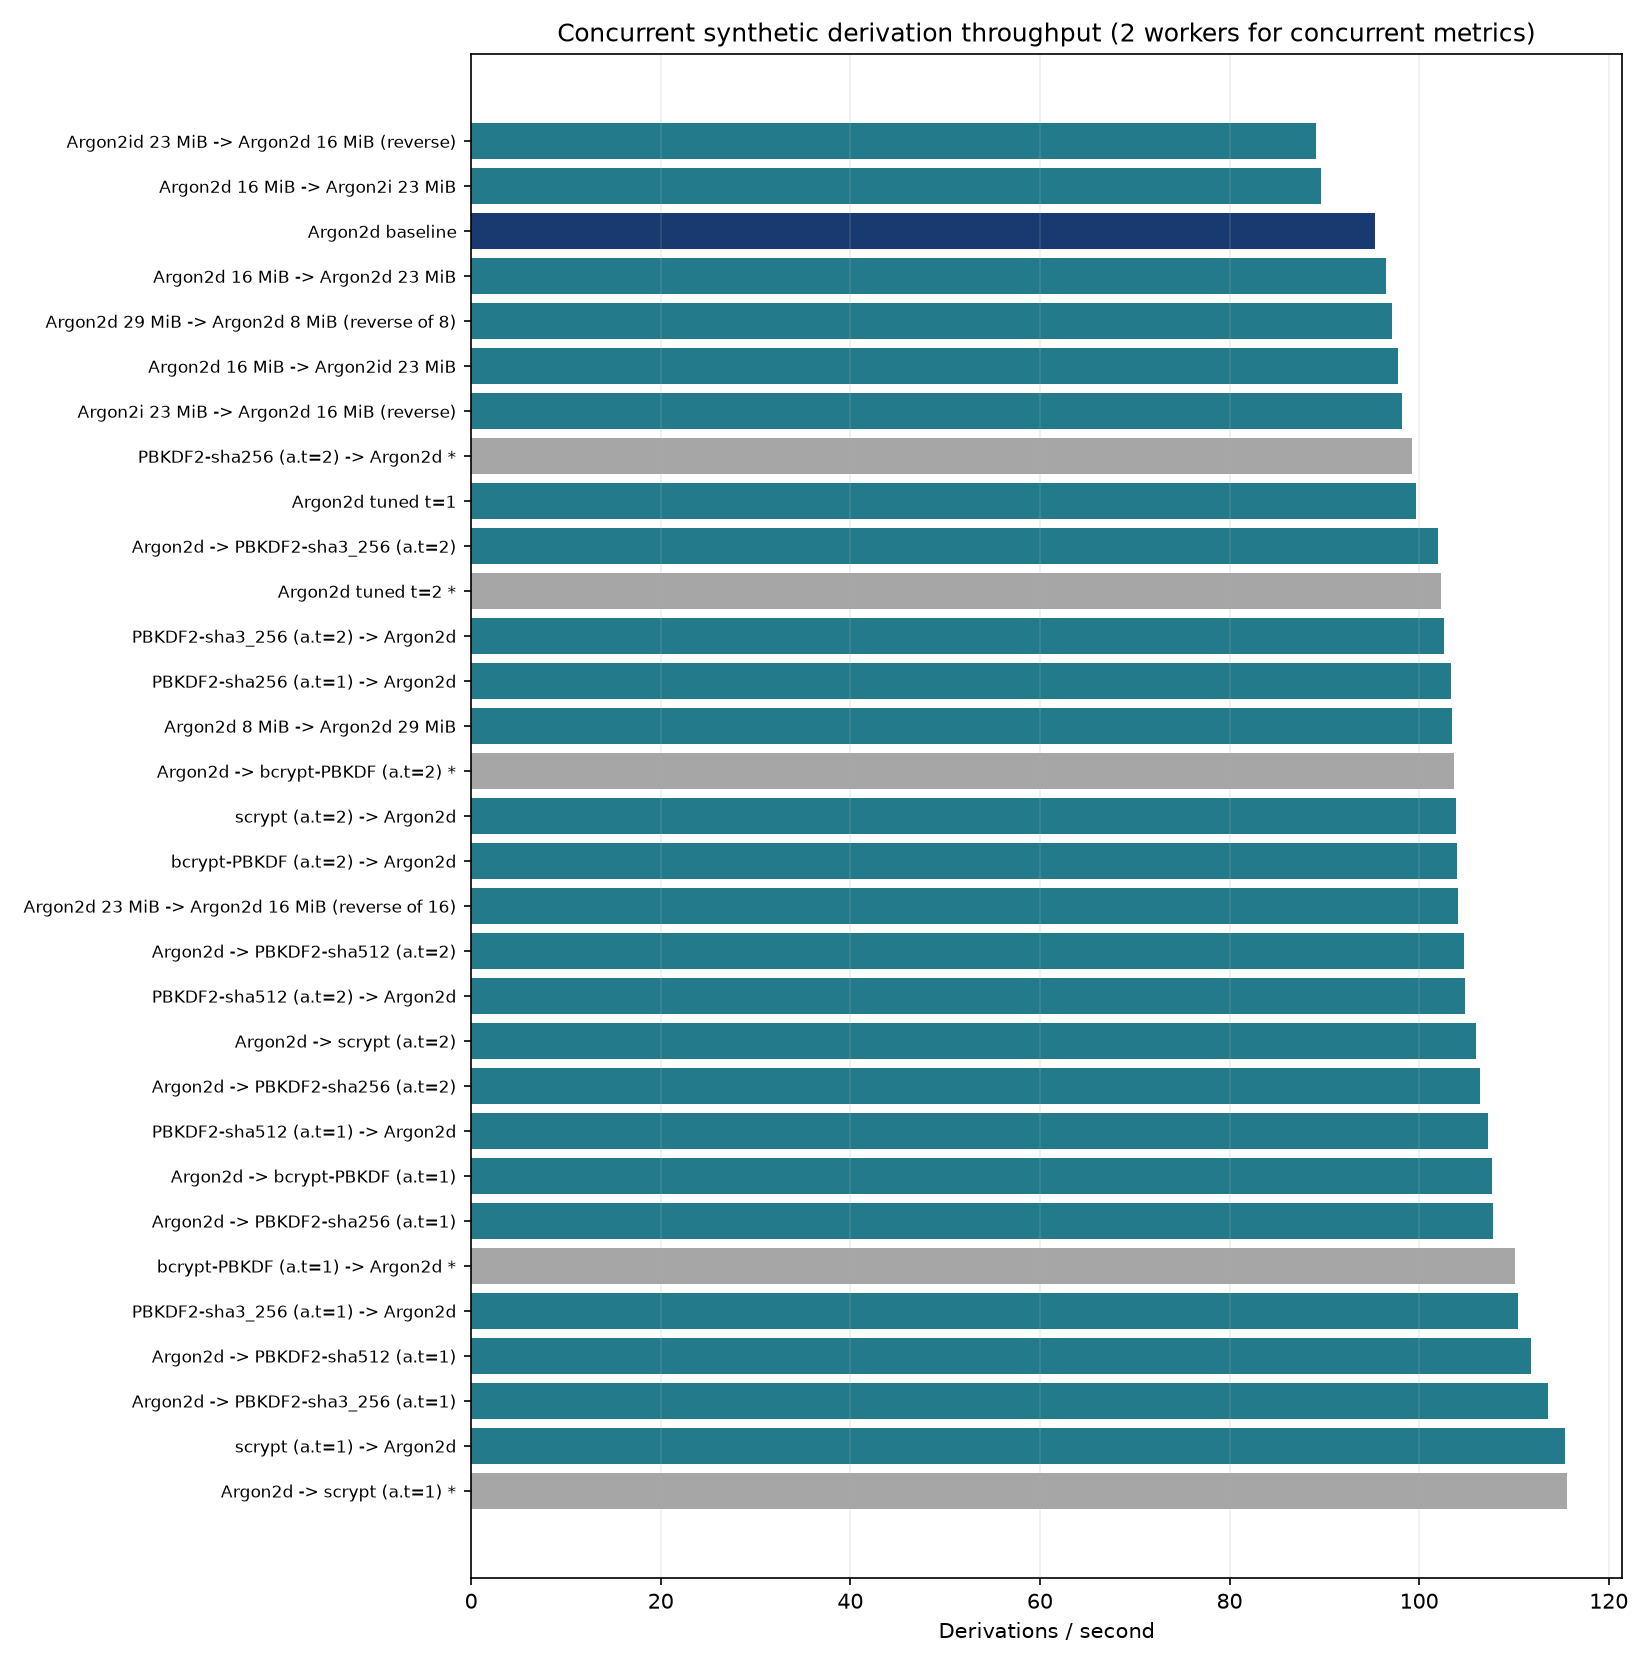 Concurrent synthetic derivation throughput (2 workers for concurrent metrics)
Argon2id 23 MiB -> Argon2d 16 MiB (reverse)
Argon2d 16 MiB -> Argon2i 23 MiB
Argon2d baseline
Argon2d 16 MiB -> Argon2d 23 MiB
Argon2d 29 MiB -> Argon2d 8 MiB (reverse of 8)
Argon2d 16 MiB -> Argon2id 23 MiB
Argon2i 23 MiB -> Argon2d 16 MiB (reverse)
PBKDF2-sha256 (a.t=2) -> Argon2d *
Argon2d tuned t=1
Argon2d -> PBKDF2-sha3_256 (a.t=2)
Argon2d tuned t=2 *
PBKDF2-sha3_256 (a.t=2) -> Argon2d
PBKDF2-sha256 (a.t=1) -> Argon2d
Argon2d 8 MiB -> Argon2d 29 MiB
Argon2d -> bcrypt-PBKDF (a.t=2) *
scrypt (a.t=2) -> Argon2d
bcrypt-PBKDF (a.t=2) -> Argon2d
Argon2d 23 MiB -> Argon2d 16 MiB (reverse of 16)
Argon2d -> PBKDF2-sha512 (a.t=2)
PBKDF2-sha512 (a.t=2) -> Argon2d
Argon2d -> scrypt (a.t=2)
Argon2d -> PBKDF2-sha256 (a.t=2)
PBKDF2-sha512 (a.t=1) -> Argon2d
Argon2d -> bcrypt-PBKDF (a.t=1)
Argon2d -> PBKDF2-sha256 (a.t=1)
bcrypt-PBKDF (a.t=1) -> Argon2d *
PBKDF2-sha3_256 (a.t=1) -> Argon2d
Argon2d -> PBKDF2-sha512 (a.t=1)
Argon2d -> PBKDF2-sha3_256 (a.t=1)
scrypt (a.t=1) -> Argon2d
Argon2d -> scrypt (a.t=1) *
0 20 40 60 80 100 120
Derivations / second